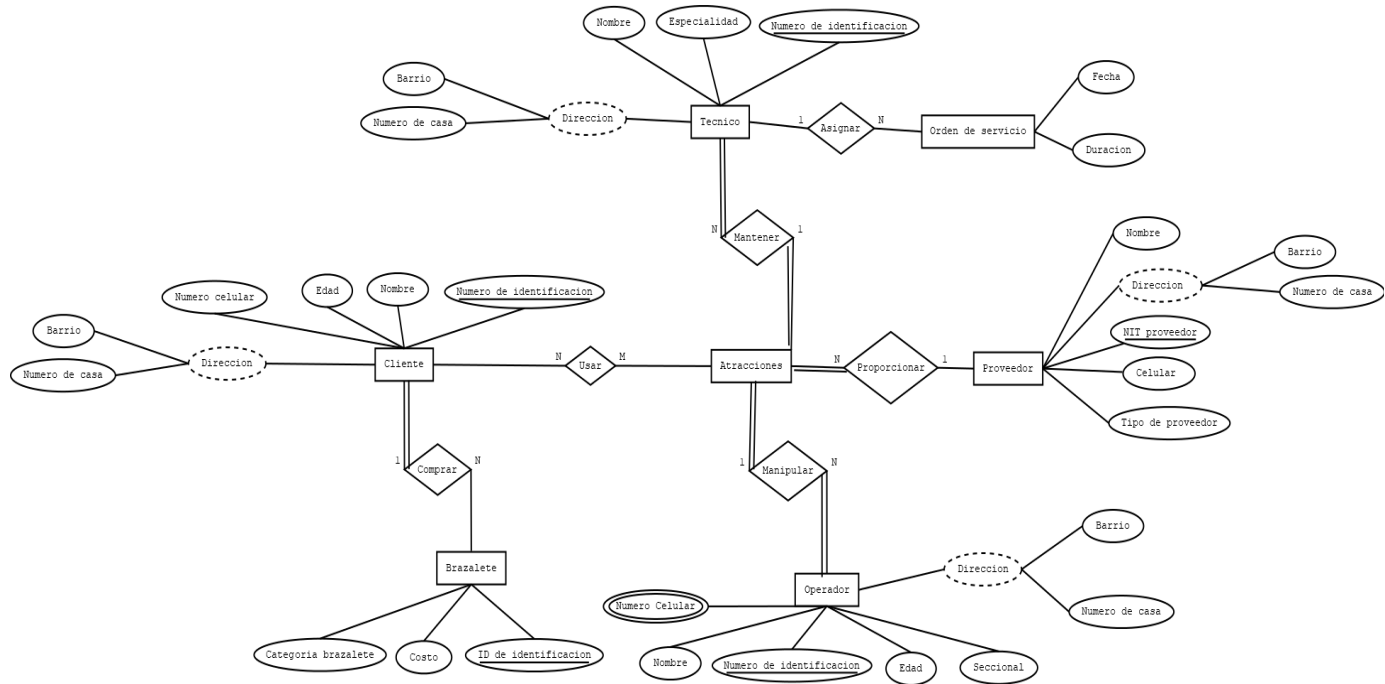 Nombre
Especialidad
Numero de identificacion
Barrio
Numero de casa
Direccion
Tecnico
1
Asignar
N
Orden de servicio
Fecha
Duracion
N
Mantener
1
Numero celular
Edad
Nombre
Numero de identificacion
Barrio
Numero de casa
Direccion
Cliente
N
Usar
M
Atracciones
N
Proporcionar
1
Proveedor
Nombre
Direccion
Barrio
Numero de casa
NIT proveedor
Celular
Tipo de proveedor
1
Comprar
N
1
Manipular
N
Brazalete
Categoria brazalete
Costo
ID de identificacion
Operador
Direccion
Barrio
Numero de casa
Numero Celular
Nombre
Numero de identificacion
Edad
Seccional